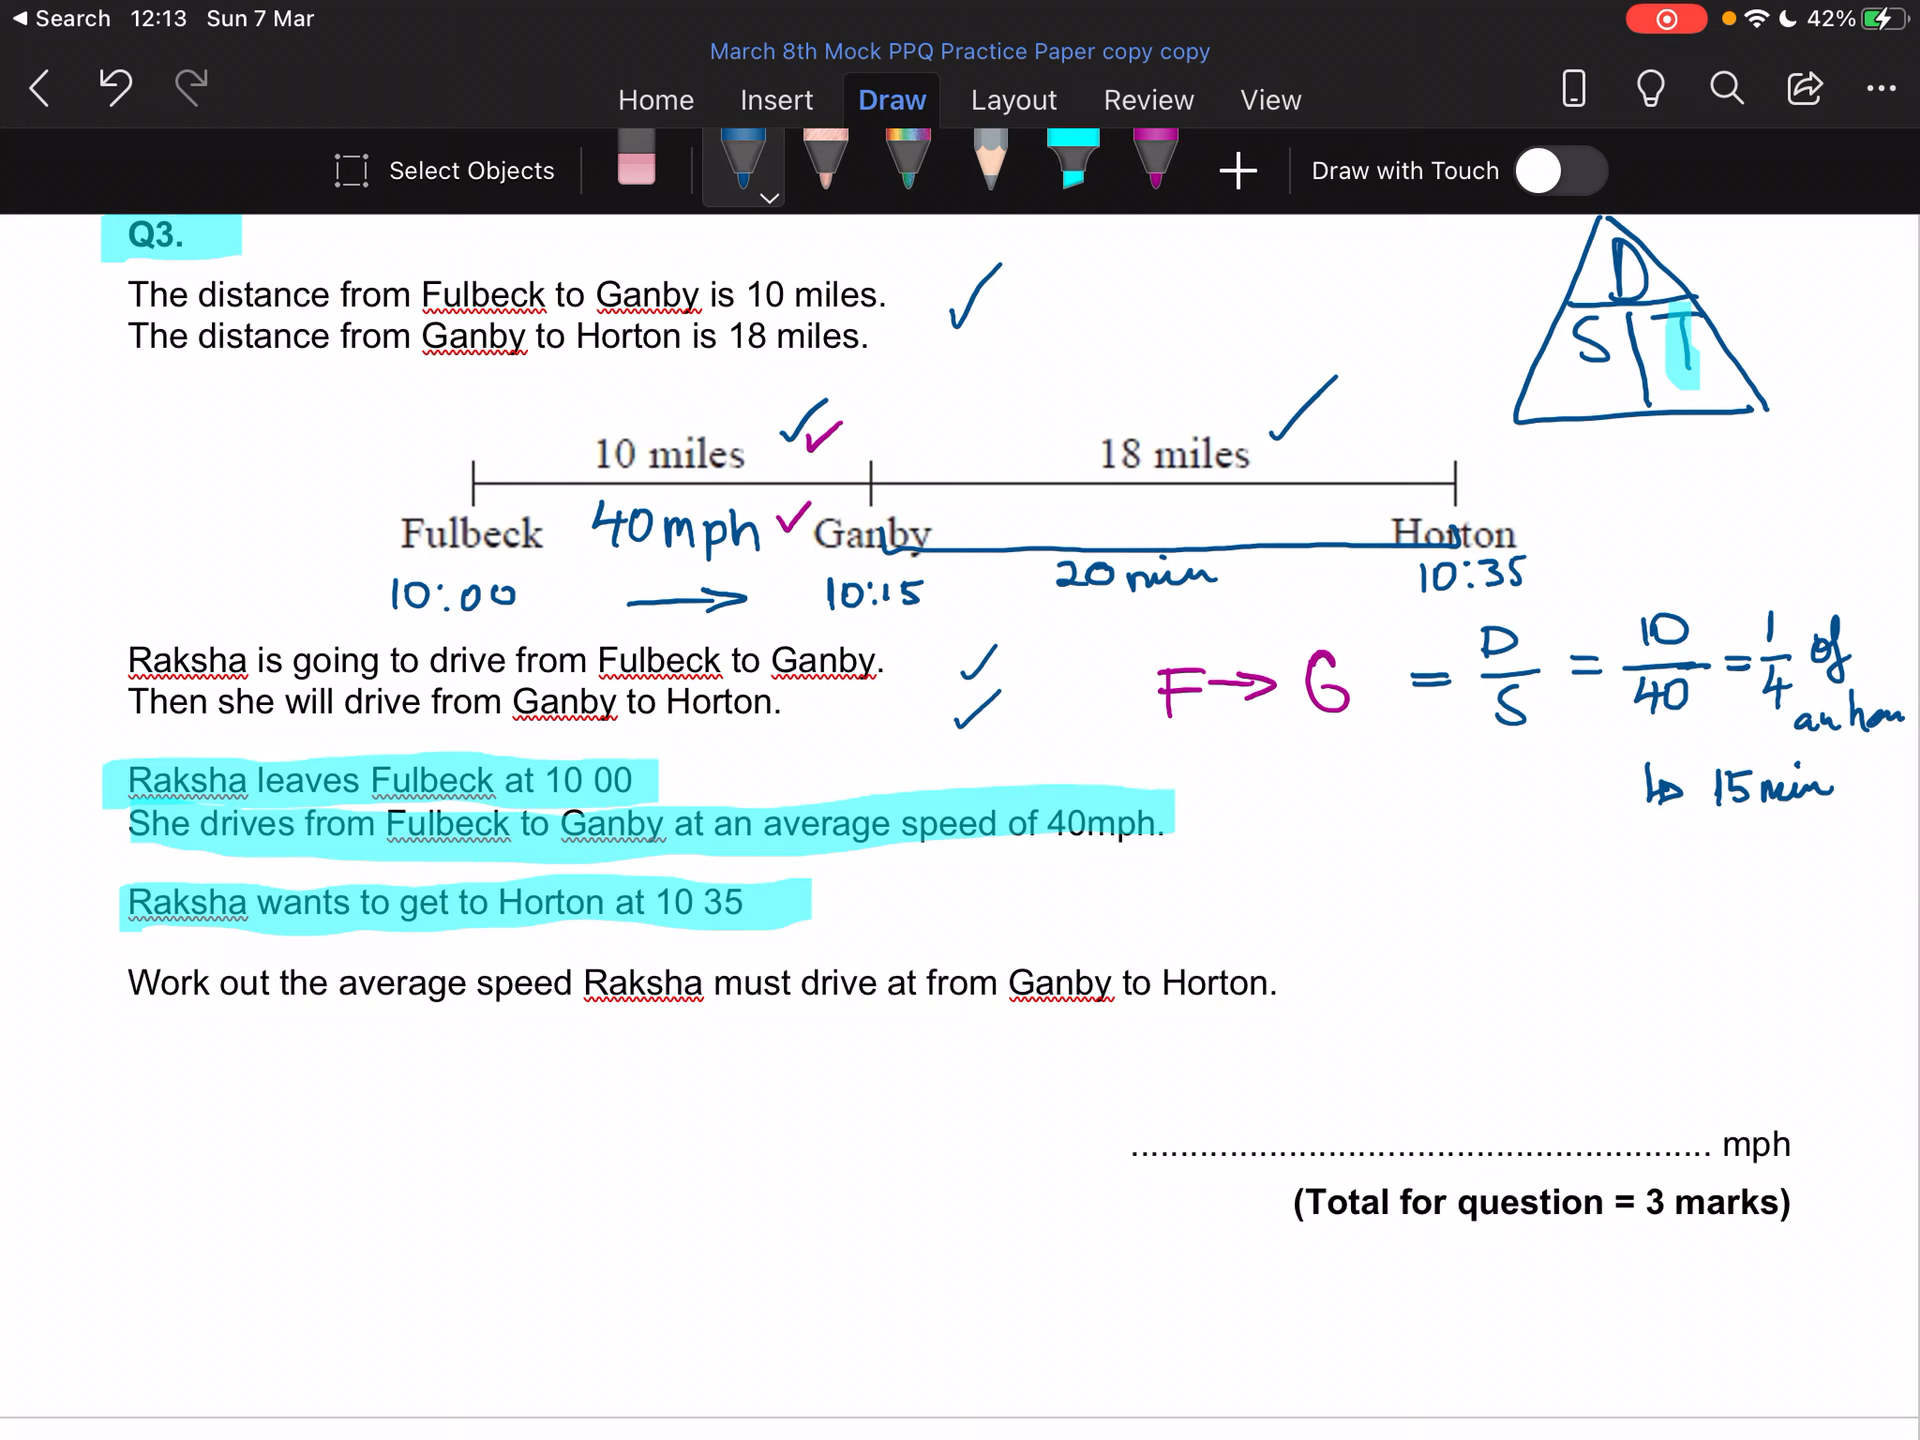 Search 12:13 Sun 7 Mar 42%
March 8th Mock PPQ Practice Paper copy copy
Home Insert Draw Layout Review View
Select Objects Draw with Touch
Q3.
The distance from Fulbeck to Ganby is 10 miles.
The distance from Ganby to Horton is 18 miles.
D
S T
10 miles 18 miles
Fulbeck 40mph Ganby Horton
10:00 10:15 20 min 10:35
Raksha is going to drive from Fulbeck to Ganby.
Then she will drive from Ganby to Horton.
F → G = D/S = 10/40 = 1/4 of
an hour
15 min
Raksha leaves Fulbeck at 10 00
She drives from Fulbeck to Ganby at an average speed of 40mph.
Raksha wants to get to Horton at 10 35
Work out the average speed Raksha must drive at from Ganby to Horton.
........................................................... mph
(Total for question = 3 marks)